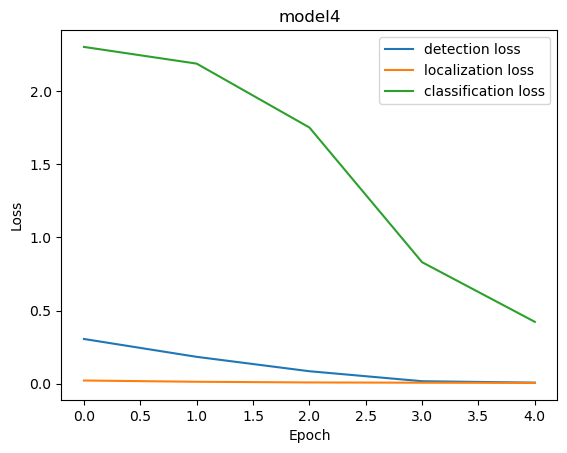 model4
detection loss
localization loss
classification loss
2.0
1.5
1.0
0.5
0.0
Loss
0.0 0.5 1.0 1.5 2.0 2.5 3.0 3.5 4.0
Epoch